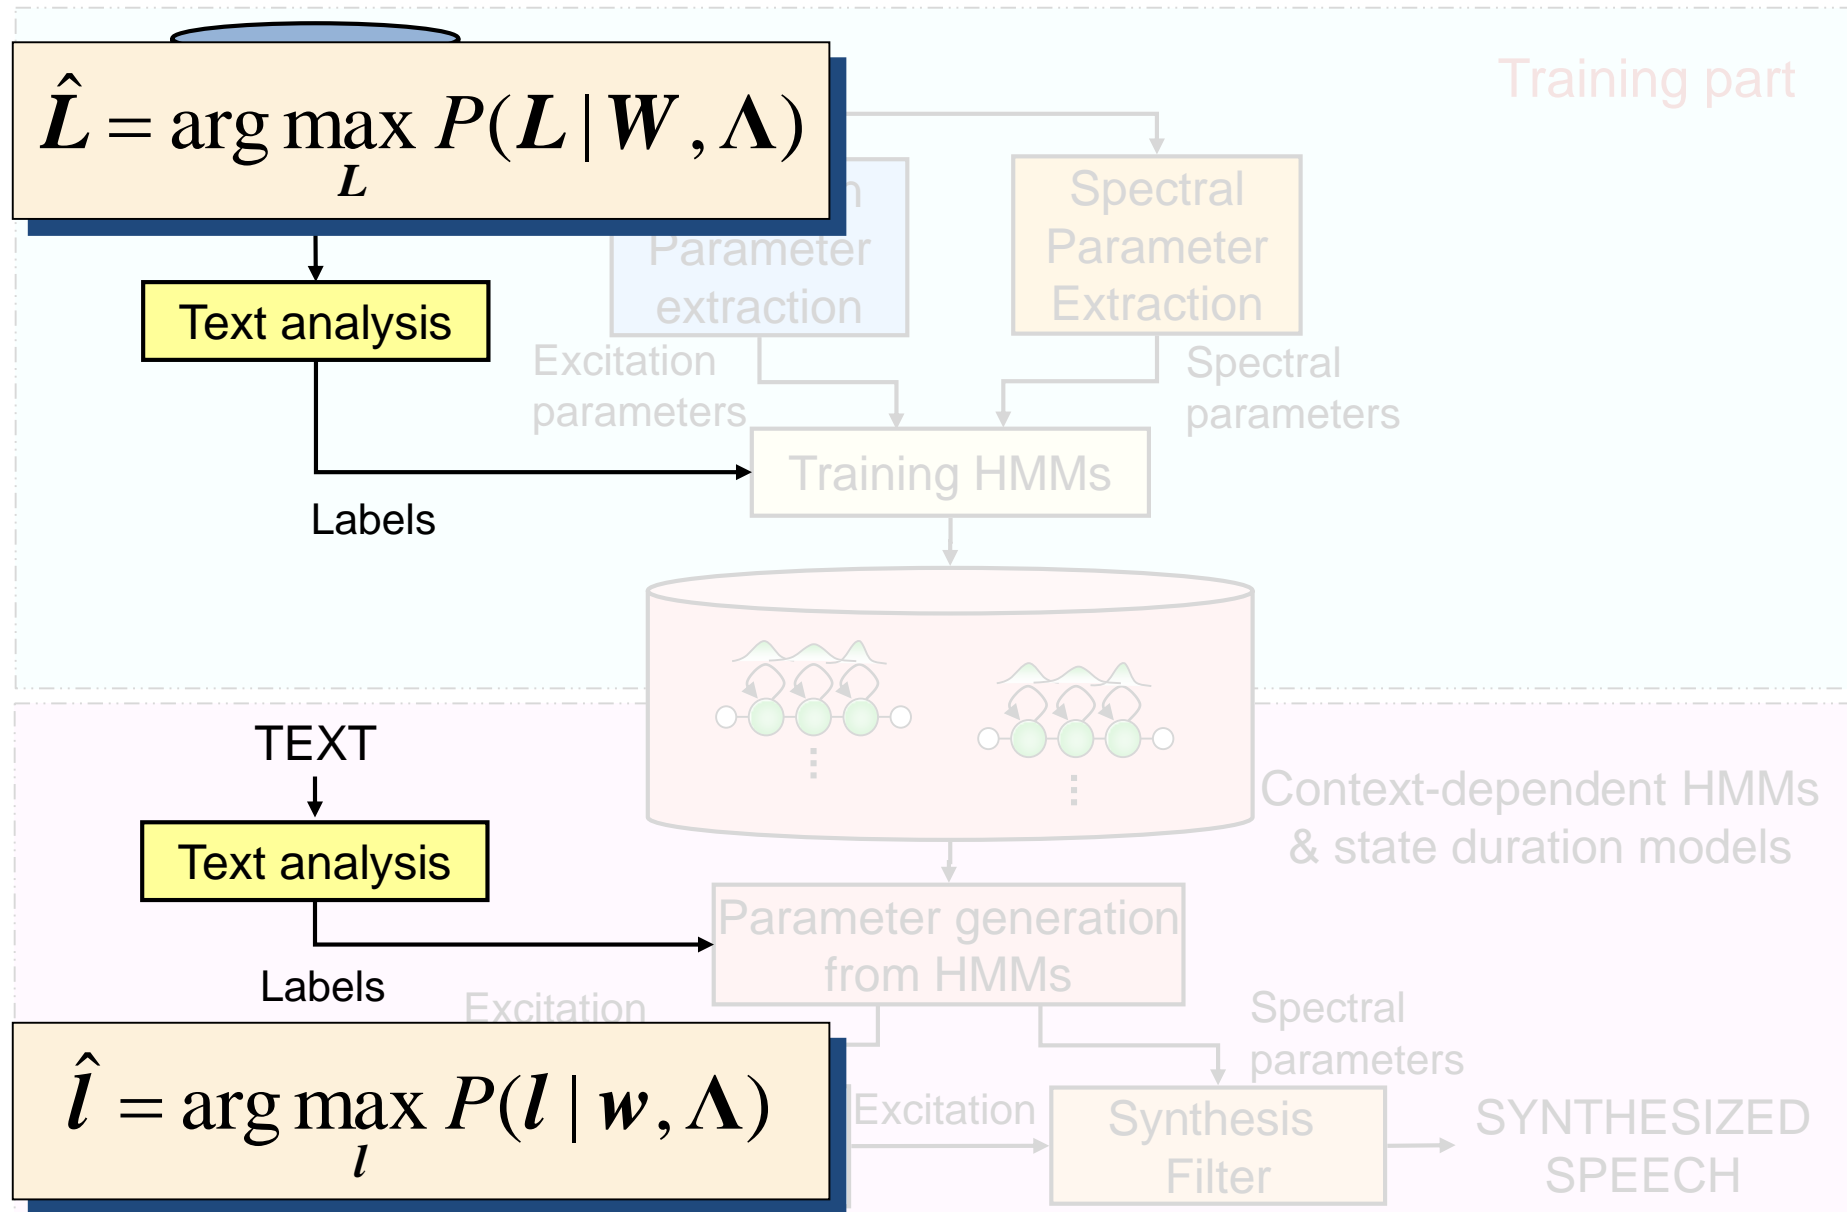 Training part
L̂ = arg max P(L | W, Λ)
L
n
Parameter
extraction
Spectral
Parameter
Extraction
Text analysis
Excitation
parameters
Spectral
parameters
Training HMMs
Labels
TEXT
Text analysis
Context-dependent HMMs
& state duration models
Parameter generation
from HMMs
Labels
Excitation
Spectral
parameters
l̂ = arg max P(l | w, Λ)
l
Excitation
Synthesis
Filter
SYNTHESIZED
SPEECH